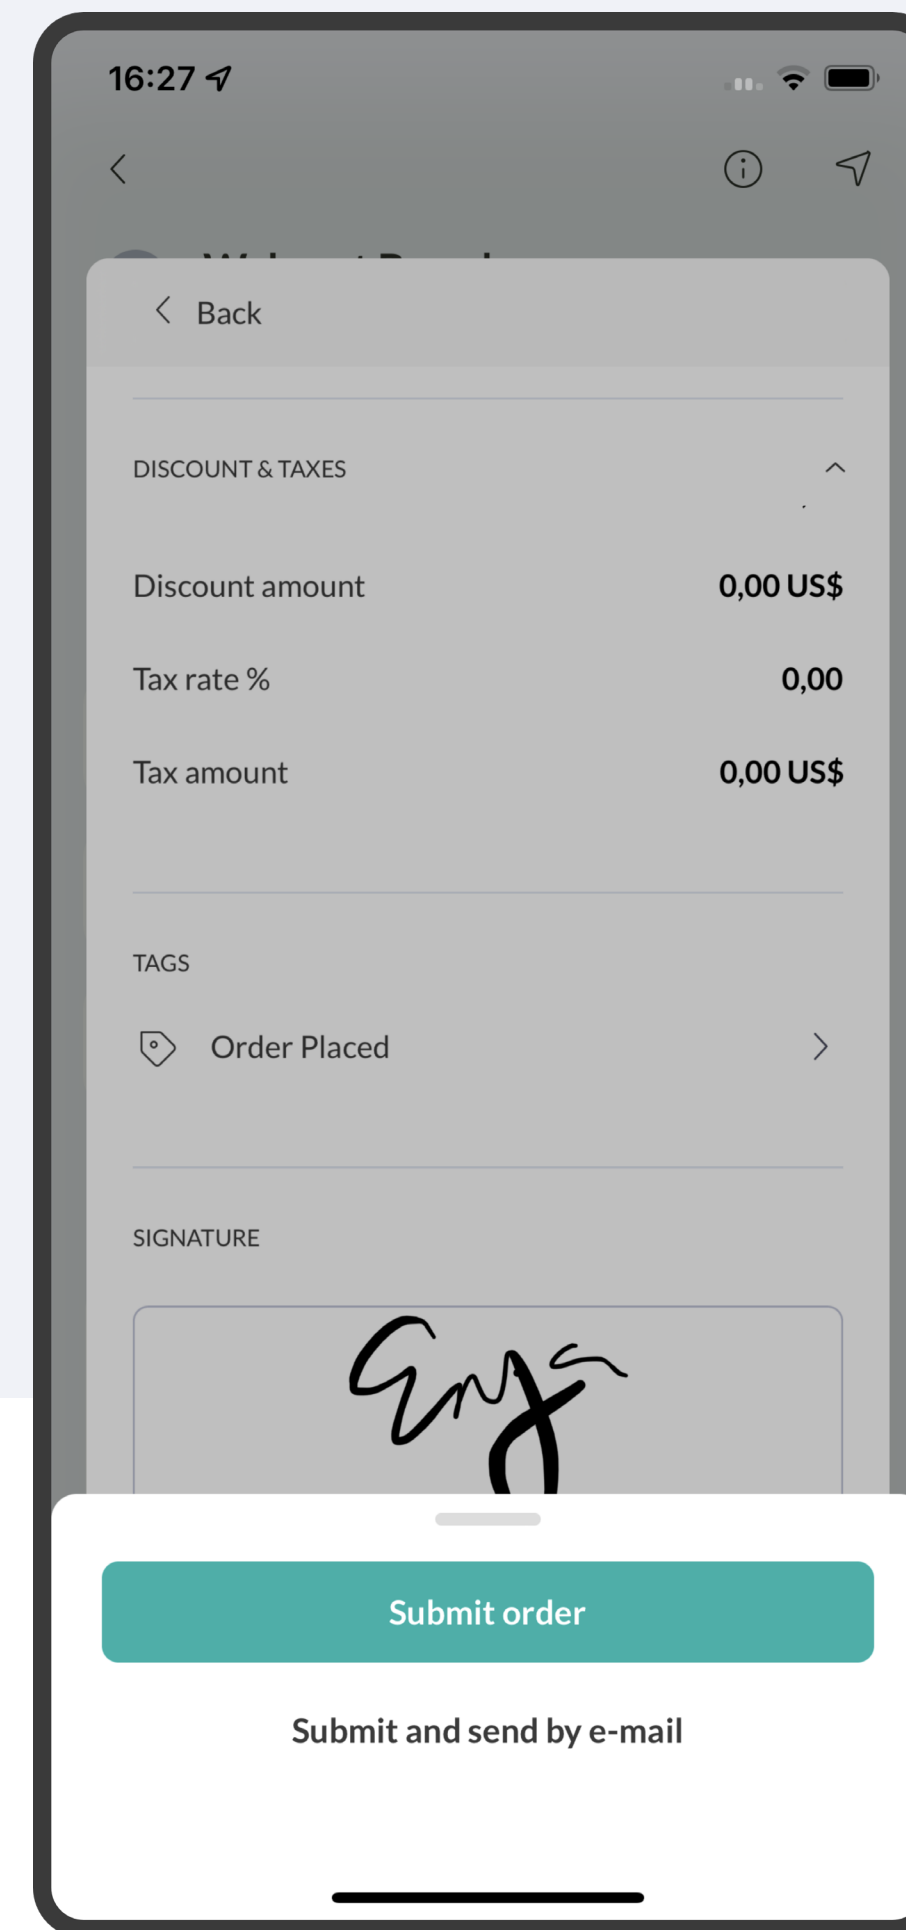 16:27
Back
DISCOUNT & TAXES
Discount amount 0,00 US$
Tax rate % 0,00
Tax amount 0,00 US$
TAGS
Order Placed
SIGNATURE
Submit order
Submit and send by e-mail